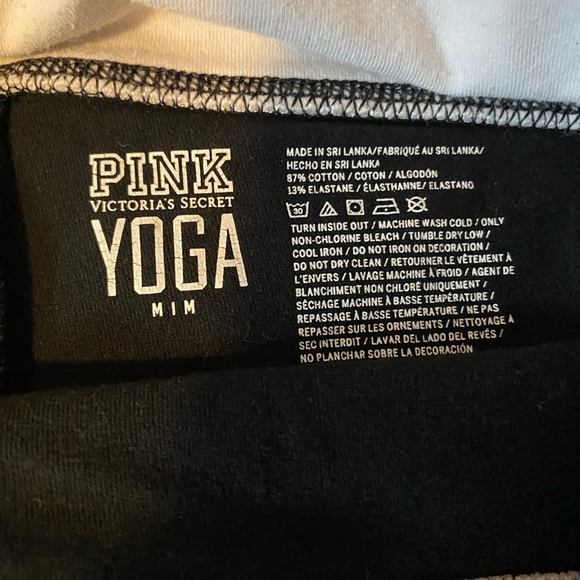 PINK
VICTORIA'S SECRET
YOGA
M I M
MADE IN SRI LANKA/FABRIQUÉ AU SRI LANKA/
HECHO EN SRI LANKA
87% COTTON / COTON / ALGODÓN
13% ELASTANE / ÉLASTHANNE/ ELASTANO
30
TURN INSIDE OUT / MACHINE WASH COLD / ONLY
NON-CHLORINE BLEACH / TUMBLE DRY LOW /
COOL IRON / DO NOT IRON ON DECORATION /
DO NOT DRY CLEAN / RETOURNER LE VÊTEMENT À
L'ENVERS / LAVAGE MACHINE À FROID / AGENT DE
BLANCHIMENT NON CHLORÉ UNIQUEMENT /
SÉCHAGE MACHINE À BASSE TEMPÉRATURE /
REPASSAGE À BASSE TEMPÉRATURE / NE PAS
REPASSER SUR LES ORNEMENTS / NETTOYAGE À
SEC INTERDIT / LAVAR DEL LADO DEL REVÉS /
NO PLANCHAR SOBRE LA DECORACIÓN